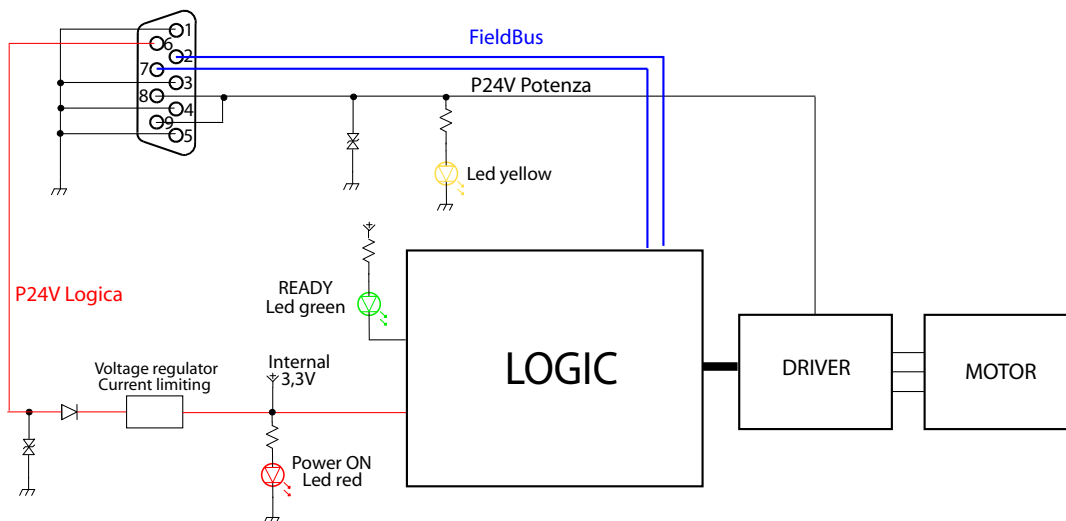 1
6
2
7
3
8
4
9
5
FieldBus
P24V Potenza
Led yellow
READY
Led green
P24V Logica
Voltage regulator
Current limiting
Internal
3,3V
LOGIC
DRIVER
MOTOR
Power ON
Led red